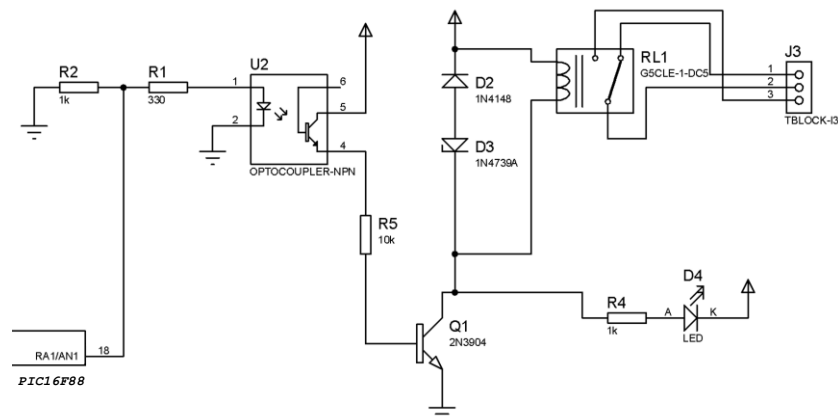 U2
R2
1k
R1
330
1
2
6
5
4
OPTOCOUPLER-NPN
D2
1N4148
D3
1N4739A
RL1
G5CLE-1-DC5
J3
1
2
3
TBLOCK-I3
R5
10k
Q1
2N3904
R4
1k
D4
A
K
LED
RA1/AN1
18
PIC16F88